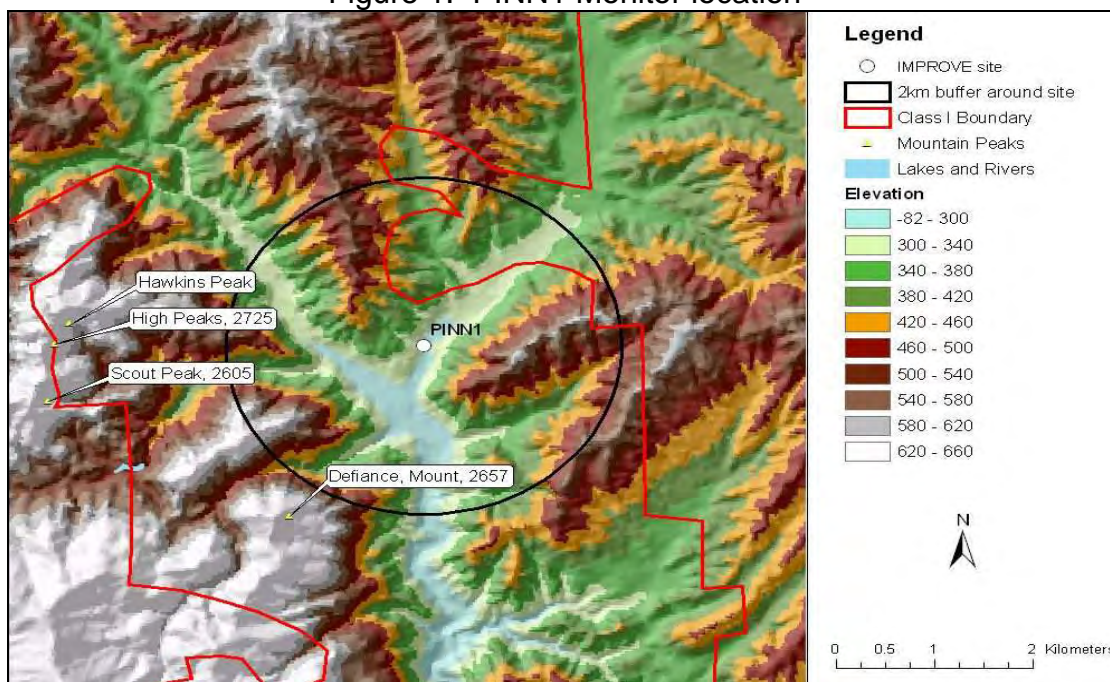 Figure 1. PINN1 Monitor location
Hawkins Peak
High Peaks, 2725
Scout Peak, 2605
Defiance, Mount, 2657
PINN1
Legend
IMPROVE site
2km buffer around site
Class I Boundary
Mountain Peaks
Lakes and Rivers
Elevation
-82 - 300
300 - 340
340 - 380
380 - 420
420 - 460
460 - 500
500 - 540
540 - 580
580 - 620
620 - 660
N
0 0.5 1 2 Kilometers